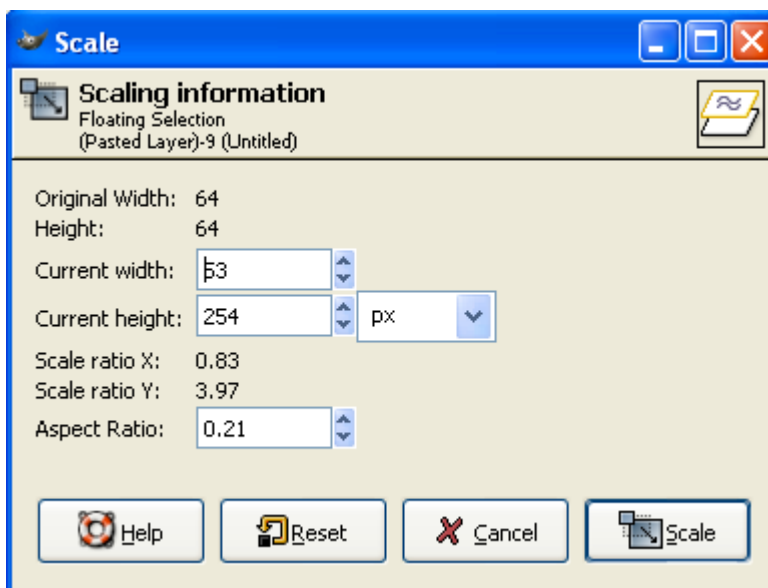 Scale
Scaling information
Floating Selection
(Pasted Layer)-9 (Untitled)
Original Width: 64
Height: 64
Current width: 53
Current height: 254 px
Scale ratio X: 0.83
Scale ratio Y: 3.97
Aspect Ratio: 0.21
Help Reset Cancel Scale